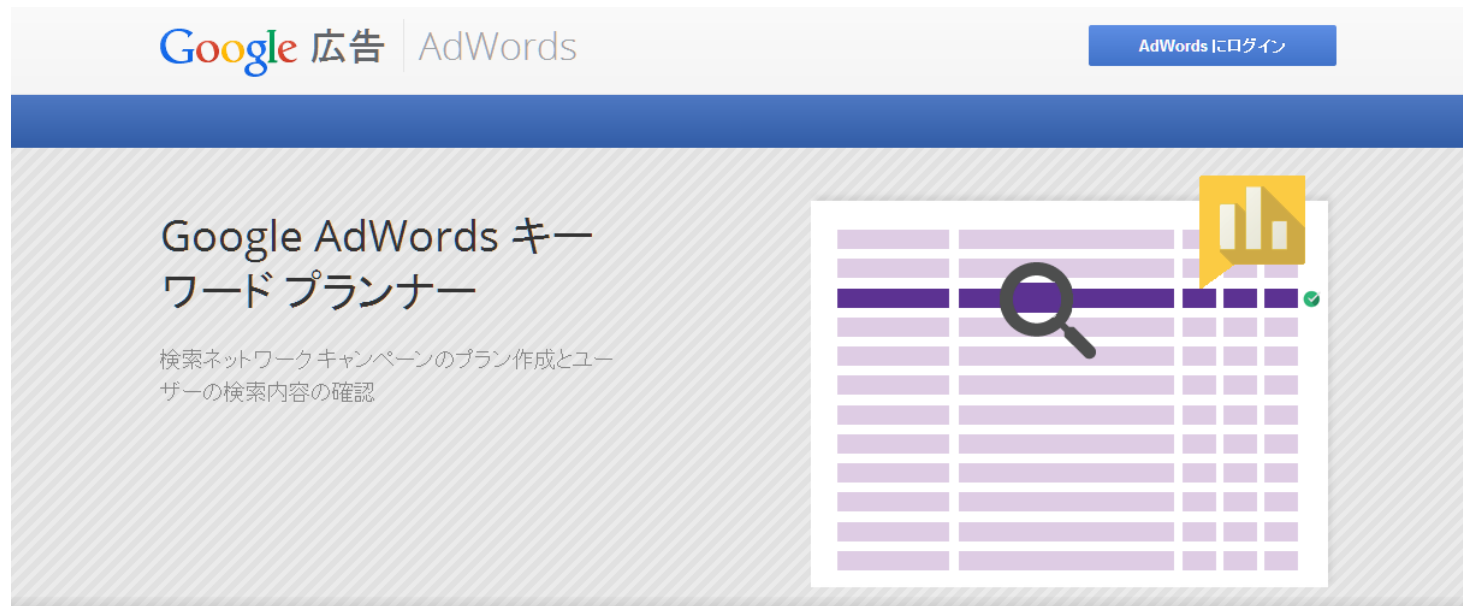 Google 広告 AdWords
AdWords にログイン
Google AdWords キー
ワード プランナー
検索ネットワーク キャンペーンのプラン作成とユー
ザーの検索内容の確認